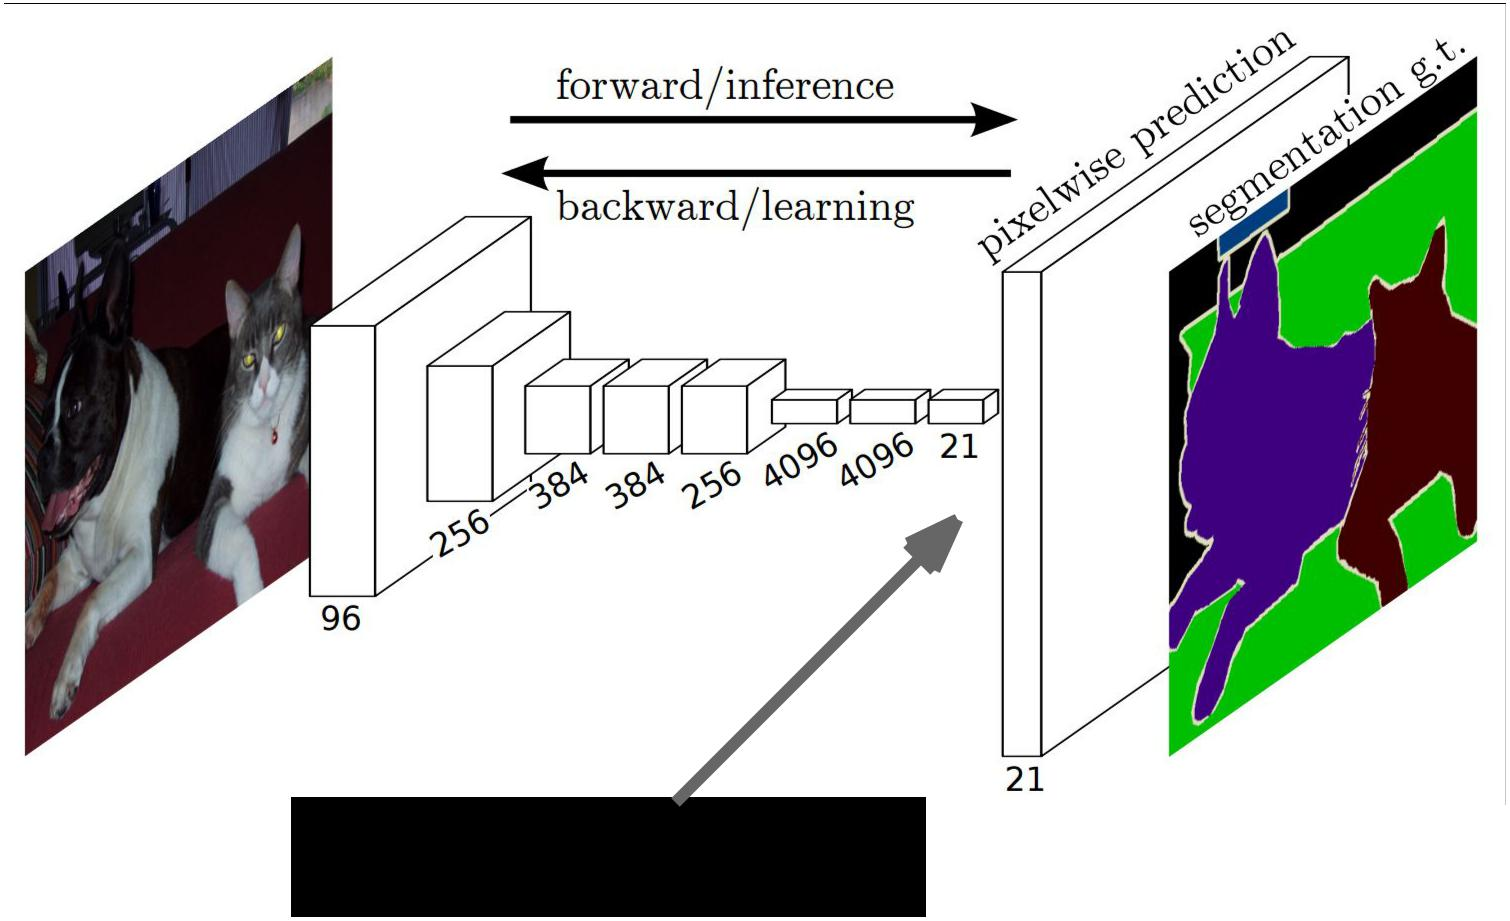 forward/inference
backward/learning
pixelwise prediction
segmentation g.t.
96
256
384
384
256
4096
4096
21
21